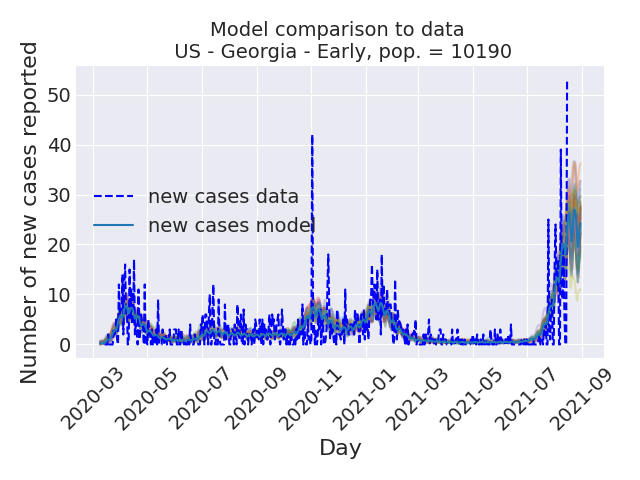 Model comparison to data
US - Georgia - Early, pop. = 10190
Number of new cases reported
50
40
30
20
10
0
new cases data
new cases model
2020-03
2020-05
2020-07
2020-09
2020-11
2021-01
2021-03
2021-05
2021-07
2021-09
Day